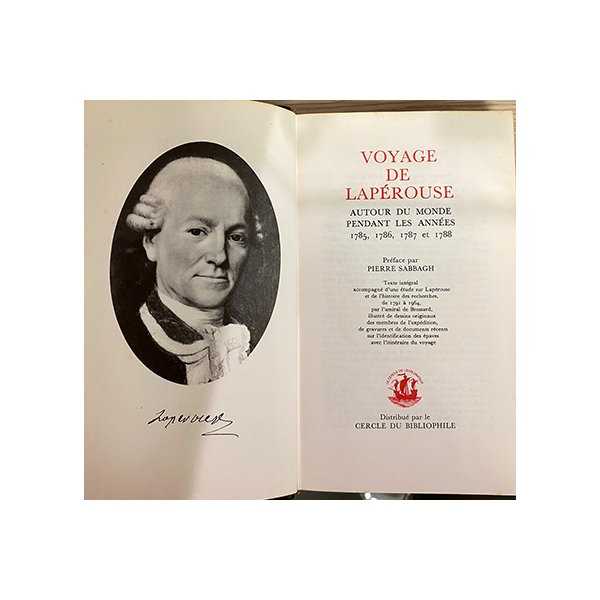 VOYAGE
DE
LAPÉROUSE
AUTOUR DU MONDE
PENDANT LES ANNÉES
1785, 1786, 1787 et 1788
Préface par
PIERRE SABBAGH
Texte intégral
accompagné d'une étude sur Lapérouse
et de l'histoire des recherches,
de 1791 à 1964,
par l'amiral de Brossard,
illustré de dessins originaux
des membres de l'expédition,
de gravures et de documents récents
sur l'identification des épaves
avec l'itinéraire du voyage
Distribué par le
CERCLE DU BIBLIOPHILE